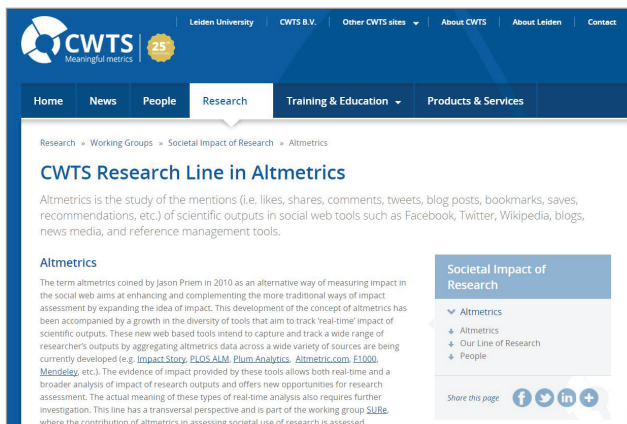 Leiden University CWTS B.V. Other CWTS sites About CWTS About Leiden Contact
CWTS
Meaningful metrics
25
Home News People Research Training & Education Products & Services
Research » Working Groups » Societal Impact of Research » Altmetrics
CWTS Research Line in Altmetrics
Altmetrics is the study of the mentions (i.e. likes, shares, comments, tweets, blog posts, bookmarks, saves,
recommendations, etc.) of scientific outputs in social web tools such as Facebook, Twitter, Wikipedia, blogs,
news media, and reference management tools.
Altmetrics
The term altmetrics coined by Jason Priem in 2010 as an alternative way of measuring impact in
the social web aims at enhancing and complementing the more traditional ways of impact
assessment by expanding the idea of impact. This development of the concept of altmetrics has
been accompanied by a growth in the diversity of tools that aim to track 'real-time' impact of
scientific outputs. These new web based tools intend to capture and track a wide range of
researcher's outputs by aggregating altmetrics data across a wide variety of sources are being
currently developed (e.g. Impact Story, PLOS ALM, Plum Analytics, Altmetric.com, F1000,
Mendeley, etc.). The evidence of impact provided by these tools allows both real-time and a
broader analysis of impact of research outputs and offers new opportunities for research
assessment. The actual meaning of these types of real-time analysis also requires further
investigation. This line has a transversal perspective and is part of the working group SURe,
where the contribution of altmetrics in assessing societal use of research is assessed.
Societal Impact of
Research
Altmetrics
Altmetrics
Our Line of Research
People
Share this page